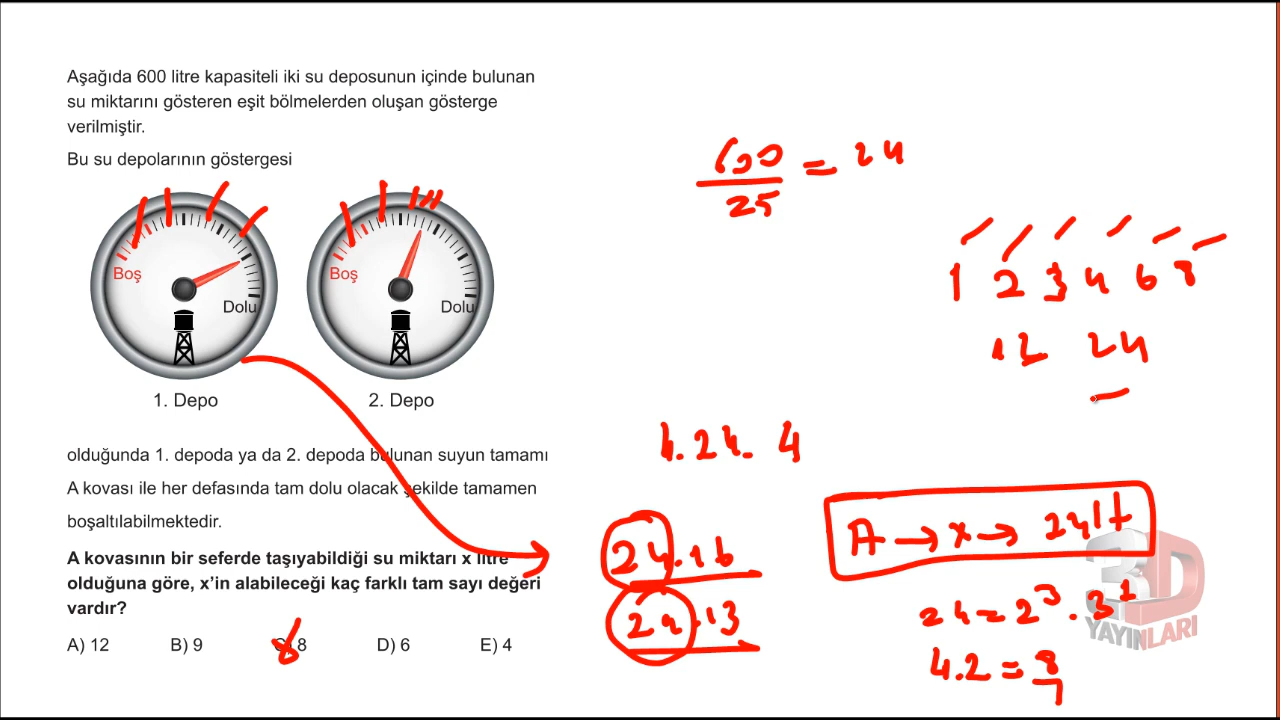 Aşağıda 600 litre kapasiteli iki su deposunun içinde bulunan
su miktarını gösteren eşit bölmelerden oluşan gösterge
verilmiştir.
Bu su depolarının göstergesi
Boş
Dolu
Boş
Dolu
1. Depo
2. Depo
olduğunda 1. depoda ya da 2. depoda bulunan suyun tamamı
A kovası ile her defasında tam dolu olacak şekilde tamamen
boşaltılabilmektedir.
A kovasının bir seferde taşıyabildiği su miktarı x litre
olduğuna göre, x'in alabileceği kaç farklı tam sayı değeri
vardır?
A) 12 B) 9 C) 8 D) 6 E) 4
600
25
= 24
1 2 3 4 6 8
12 24
24. 4
24.16
24.13
A → x → 24 lt
24 = 2³ . 3¹
4.2 = 8
3D
YAYINLARI